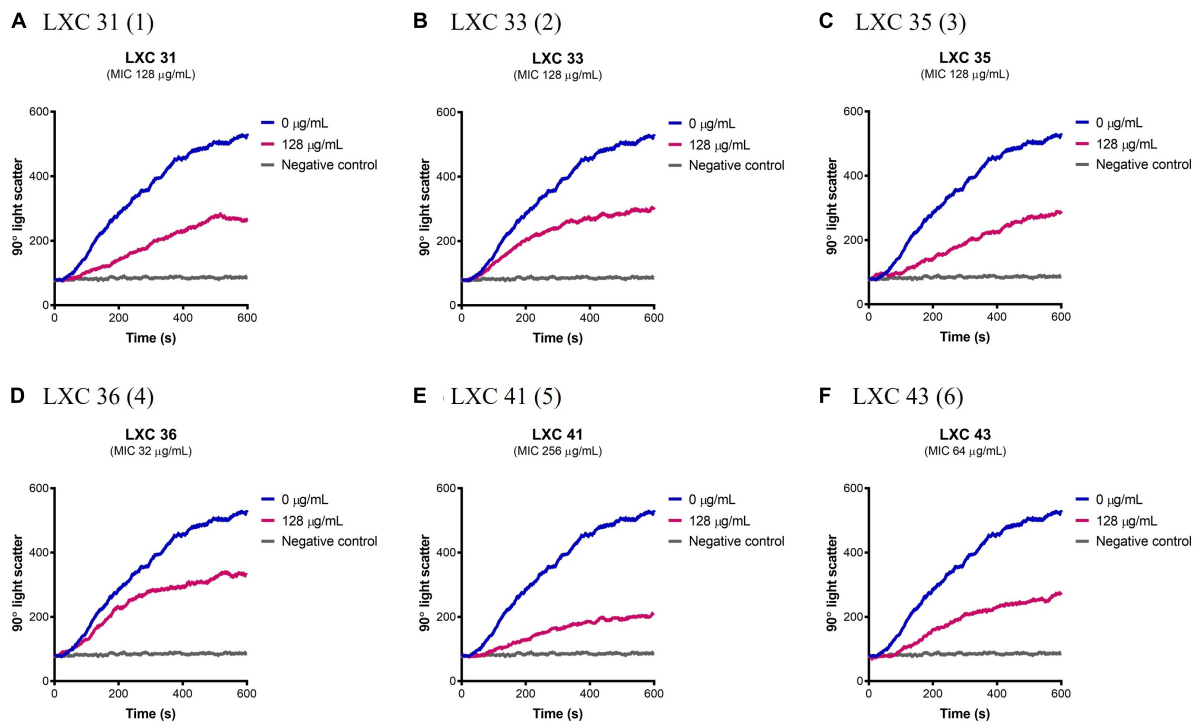 A LXC 31 (1)
LXC 31
(MIC 128 μg/mL)
600
400
200
0
0 200 400 600
90° light scatter
Time (s)
0 μg/mL
128 μg/mL
Negative control
B LXC 33 (2)
LXC 33
(MIC 128 μg/mL)
600
400
200
0
0 200 400 600
90° light scatter
Time (s)
0 μg/mL
128 μg/mL
Negative control
C LXC 35 (3)
LXC 35
(MIC 128 μg/mL)
600
400
200
0
0 200 400 600
90° light scatter
Time (s)
0 μg/mL
128 μg/mL
Negative control
D LXC 36 (4)
LXC 36
(MIC 32 μg/mL)
600
400
200
0
0 200 400 600
90° light scatter
Time (s)
0 μg/mL
128 μg/mL
Negative control
E LXC 41 (5)
LXC 41
(MIC 256 μg/mL)
600
400
200
0
0 200 400 600
90° light scatter
Time (s)
0 μg/mL
128 μg/mL
Negative control
F LXC 43 (6)
LXC 43
(MIC 64 μg/mL)
600
400
200
0
0 200 400 600
90° light scatter
Time (s)
0 μg/mL
128 μg/mL
Negative control